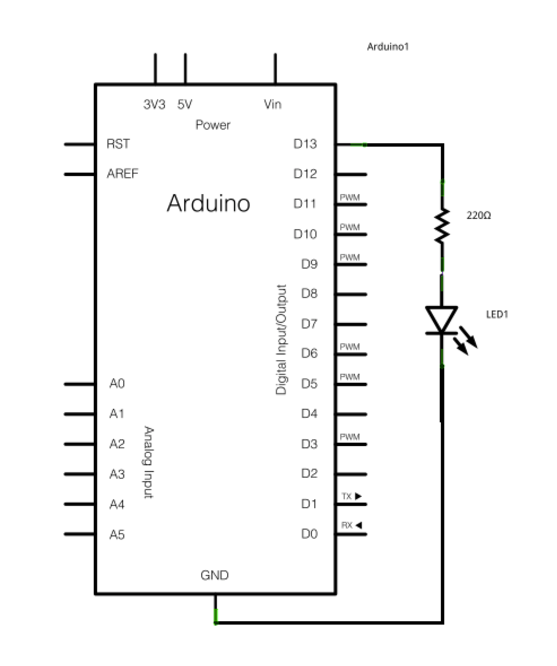 Arduino1
3V3 5V Vin
Power
RST D13
AREF D12
Arduino
D11 PWM
D10 PWM
D9 PWM
D8
D7
D6 PWM
D5 PWM
D4
D3 PWM
D2
D1 TX ▶
D0 RX ◀
Digital Input/Output
A0
A1
A2
A3
A4
A5
Analog Input
GND
220Ω
LED1